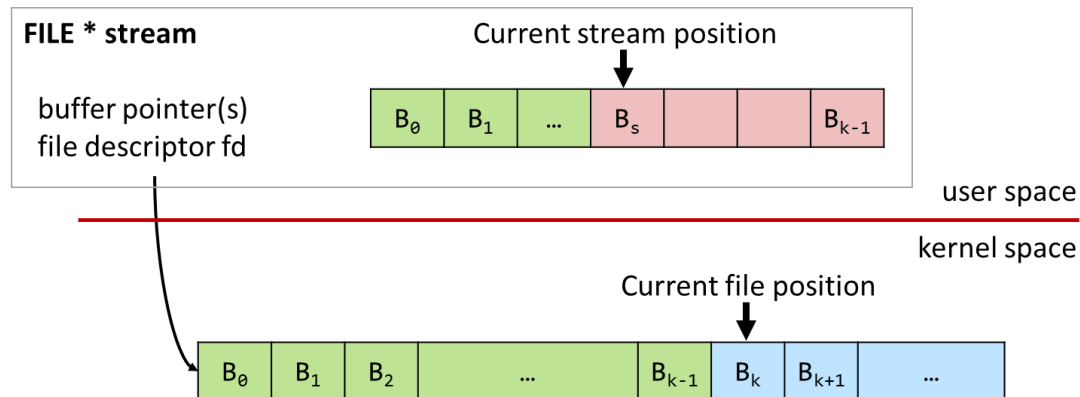 FILE * stream
Current stream position
buffer pointer(s)
file descriptor fd
B₀ B₁ … Bₛ Bₖ₋₁
user space
kernel space
Current file position
B₀ B₁ B₂ … Bₖ₋₁ Bₖ Bₖ₊₁ …